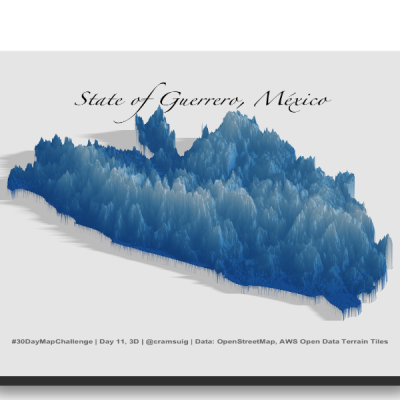 State of Guerrero, México
#30DayMapChallenge | Day 11, 3D | @cramsuig | Data: OpenStreetMap, AWS Open Data Terrain Tiles